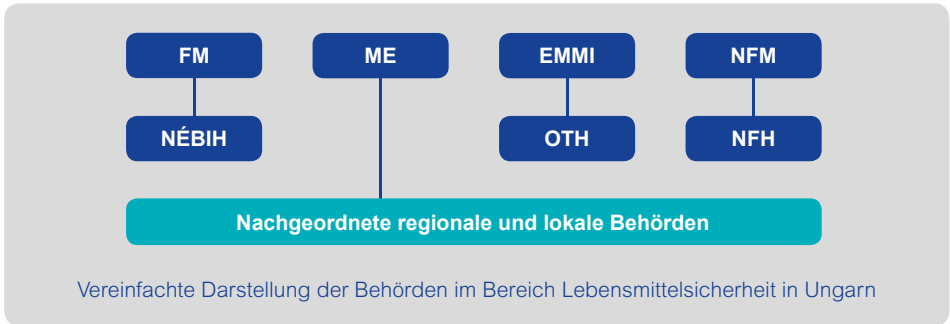 FM
ME
EMMI
NFM
NÉBIH
OTH
NFH
Nachgeordnete regionale und lokale Behörden
Vereinfachte Darstellung der Behörden im Bereich Lebensmittelsicherheit in Ungarn